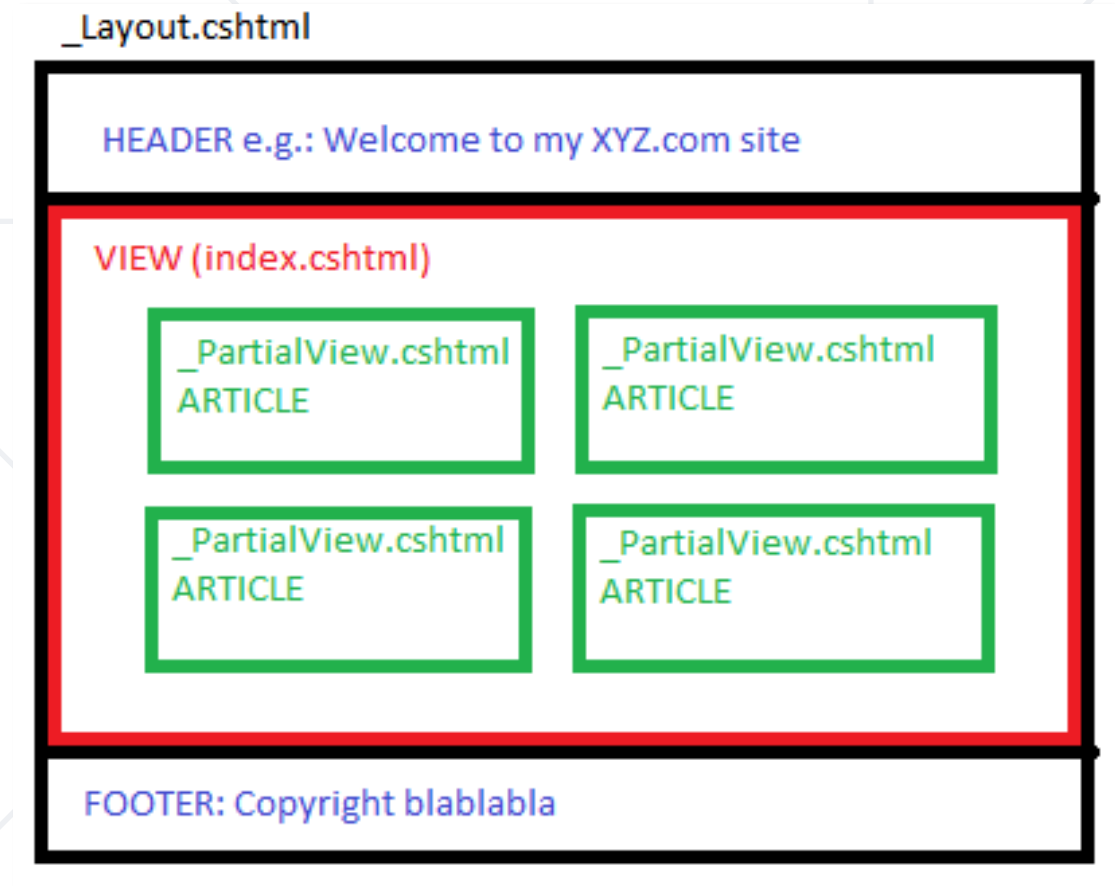 _Layout.cshtml
HEADER e.g.: Welcome to my XYZ.com site
VIEW (index.cshtml)
_PartialView.cshtml
ARTICLE
_PartialView.cshtml
ARTICLE
_PartialView.cshtml
ARTICLE
_PartialView.cshtml
ARTICLE
FOOTER: Copyright blablabla